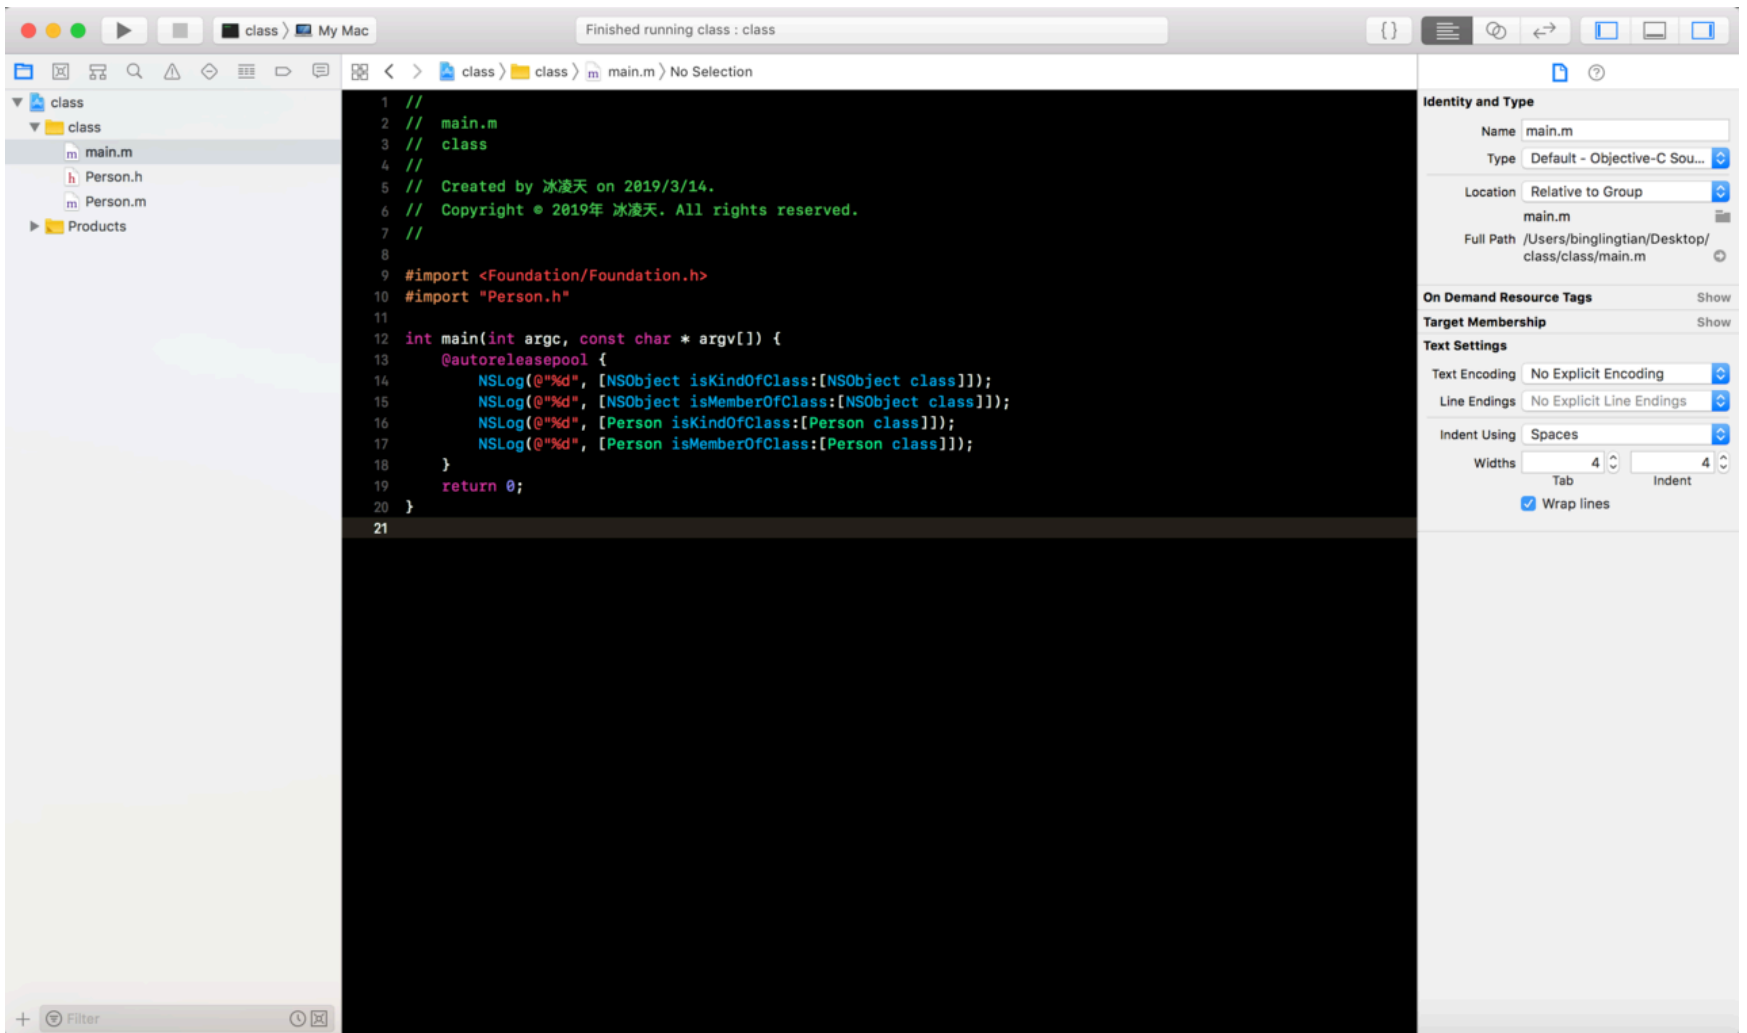 class 〉 My Mac
Finished running class : class
{ }
class 〉 class 〉 m main.m 〉 No Selection
class
class
m main.m
h Person.h
m Person.m
Products
Filter
1 //
2 //  main.m
3 //  class
4 //
5 //  Created by 冰凌天 on 2019/3/14.
6 //  Copyright © 2019年 冰凌天. All rights reserved.
7 //
8
9 #import <Foundation/Foundation.h>
10 #import "Person.h"
11
12 int main(int argc, const char * argv[]) {
13     @autoreleasepool {
14         NSLog(@"%d", [NSObject isKindOfClass:[NSObject class]]);
15         NSLog(@"%d", [NSObject isMemberOfClass:[NSObject class]]);
16         NSLog(@"%d", [Person isKindOfClass:[Person class]]);
17         NSLog(@"%d", [Person isMemberOfClass:[Person class]]);
18     }
19     return 0;
20 }
21
Identity and Type
Name main.m
Type Default - Objective-C Sou...
Location Relative to Group
main.m
Full Path /Users/binglingtian/Desktop/
class/class/main.m
On Demand Resource Tags Show
Target Membership Show
Text Settings
Text Encoding No Explicit Encoding
Line Endings No Explicit Line Endings
Indent Using Spaces
Widths 4 4
Tab Indent
Wrap lines